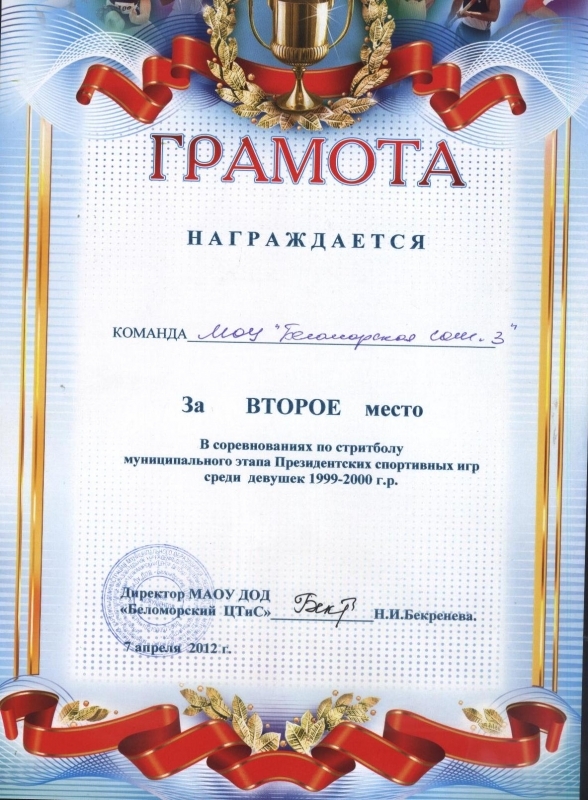 ГРАМОТА
НАГРАЖДАЕТСЯ
КОМАНДА МОУ "Беломорская сош. 3"
За ВТОРОЕ место
В соревнованиях по стритболу
муниципального этапа Президентских спортивных игр
среди девушек 1999-2000 г.р.
Директор МАОУ ДОД
«Беломорский ЦТиС» Н.И.Бекренева.
7 апреля 2012 г.